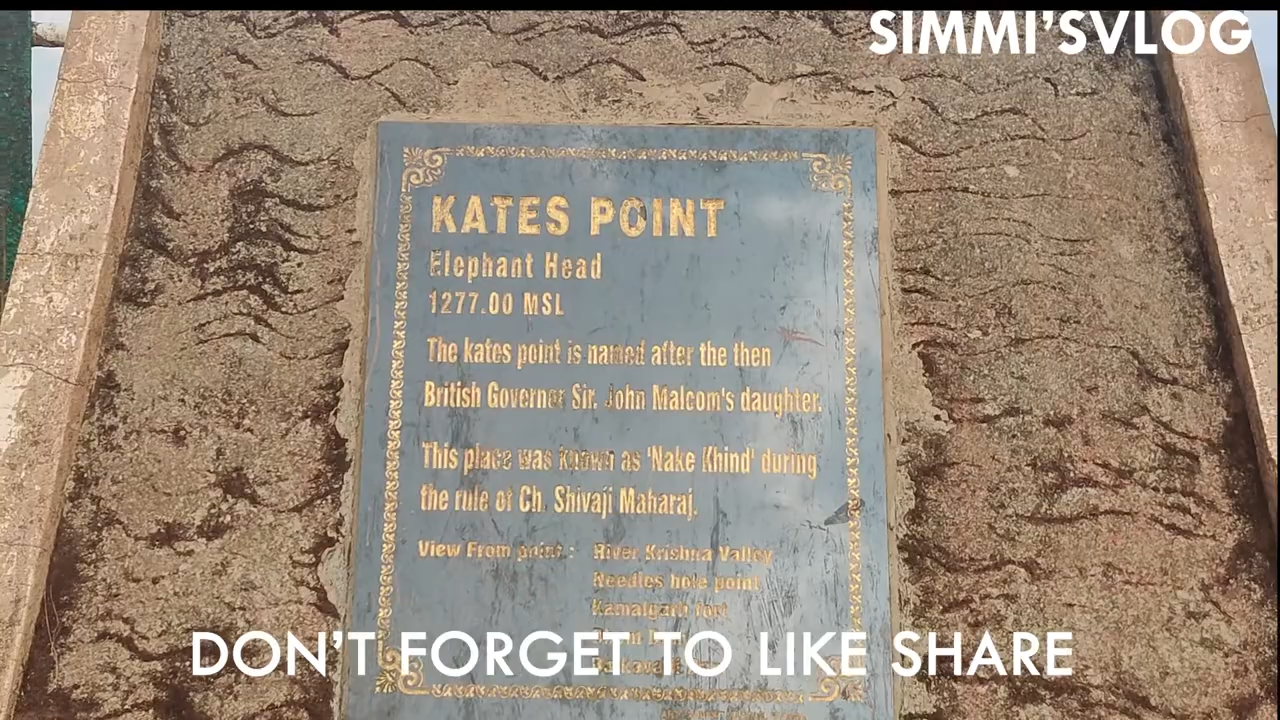 SIMMI'SVLOG
KATES POINT
Elephant Head
1277.00 MSL
The kates point is named after the then
British Governer Sir. John Malcom's daughter.
This place was known as 'Nake Khind' during
the rule of Ch. Shivaji Maharaj.
View From point : River Krishna Valley
Needles hole point
Kamalgarh fort
DON'T FORGET TO LIKE SHARE